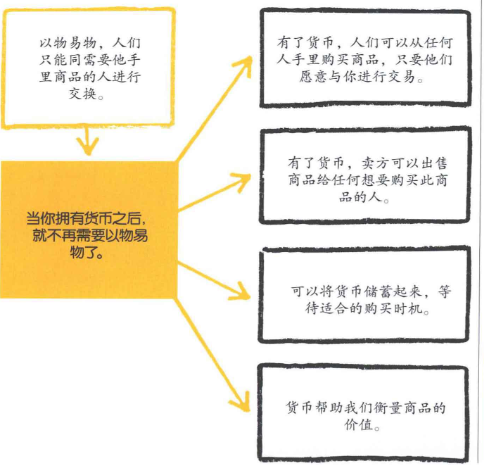 以物易物，人们
只能同需要他手
里商品的人进行
交换。
当你拥有货币之后，
就不再需要以物易
物了。
有了货币，人们可以从任何
人手里购买商品，只要他们
愿意与你进行交易。
有了货币，卖方可以出售
商品给任何想要购买此商
品的人。
可以将货币储蓄起来，等
待适合的购买时机。
货币帮助我们衡量商品的
价值。